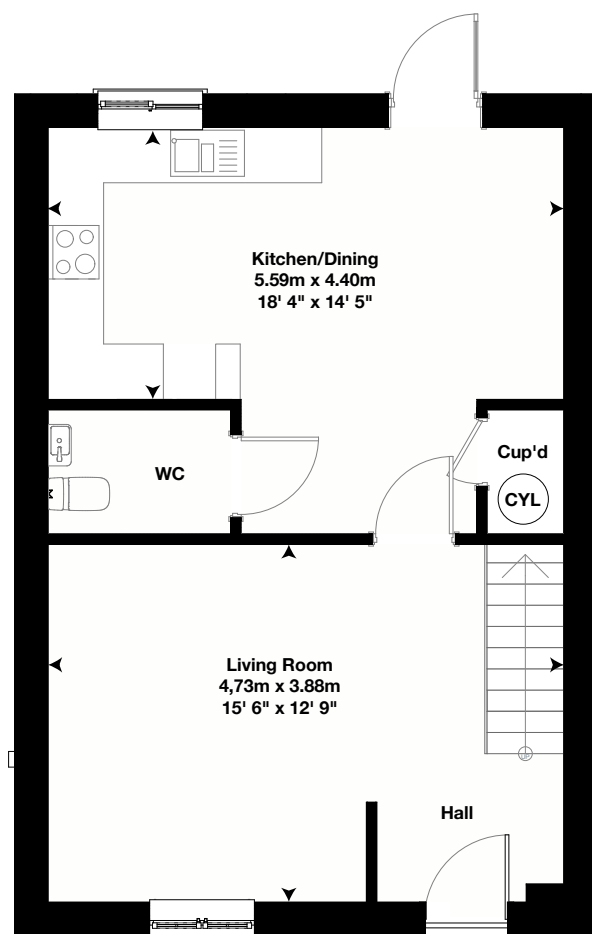 Kitchen/Dining
5.59m x 4.40m
18' 4" x 14' 5"
WC
Cup'd
CYL
Living Room
4,73m x 3.88m
15' 6" x 12' 9"
UP
Hall